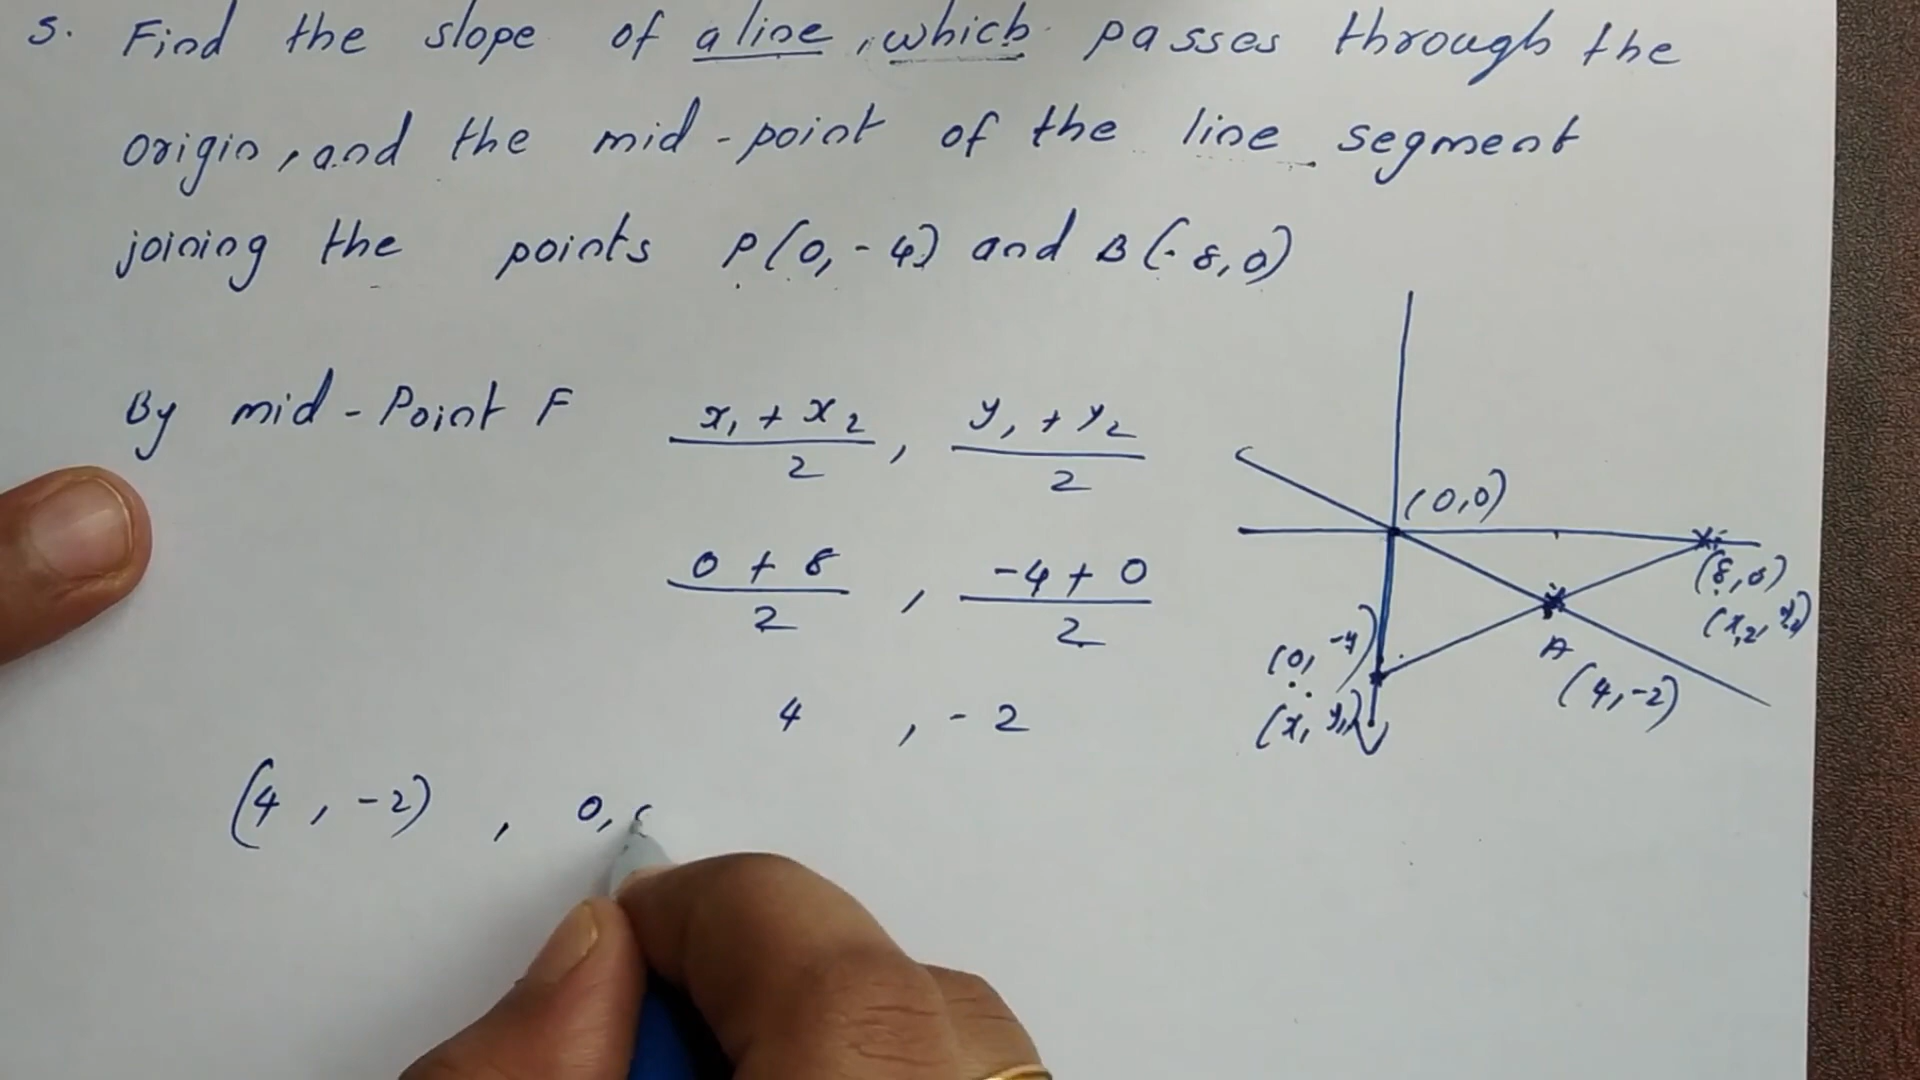 5. Find the slope of a line, which passes through the
origin, and the mid-point of the line segment
joining the points P(0,-4) and B(-8,0)
By mid-Point F x₁ + x₂ / 2 , y₁ + y₂ / 2
0 + 8 / 2 , -4 + 0 / 2
4 , -2
(4 , -2) , 0,
(0,0)
(8,0)
(x₂, y₂)
(0, -4)
(x₁ y₁)
A
(4,-2)